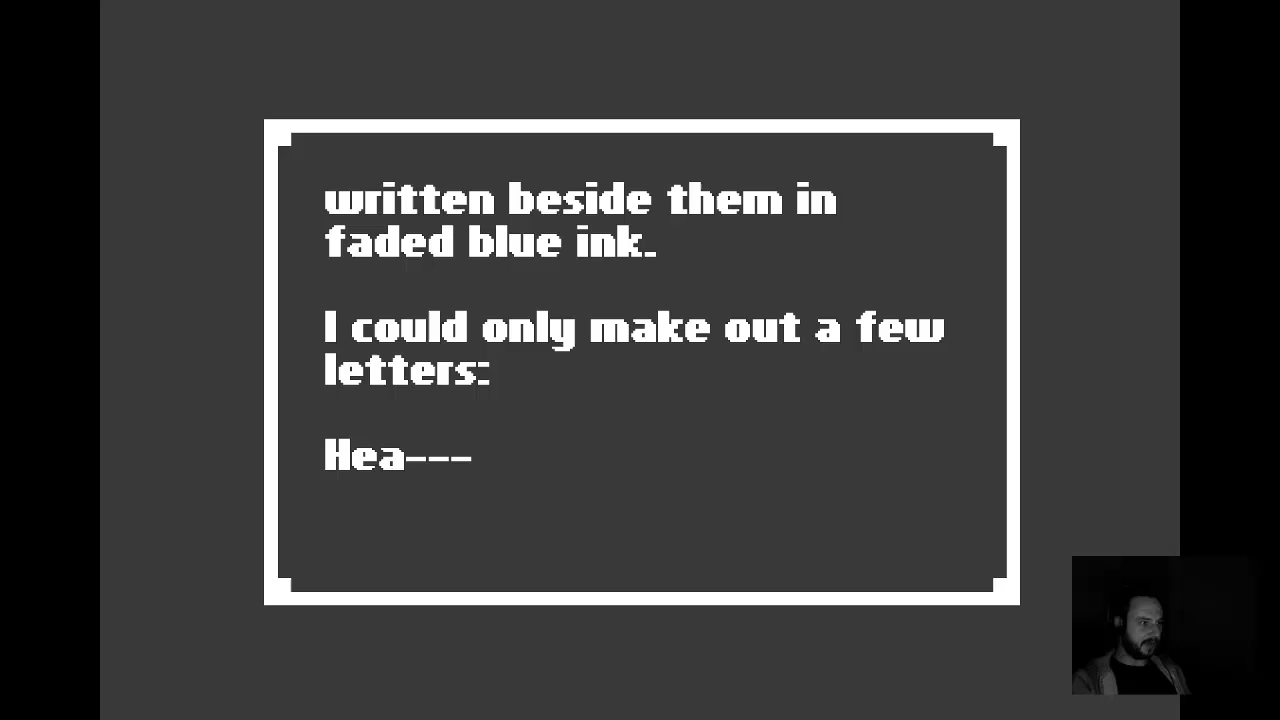 written beside them in
faded blue ink.
I could only make out a few
letters:
Hea---